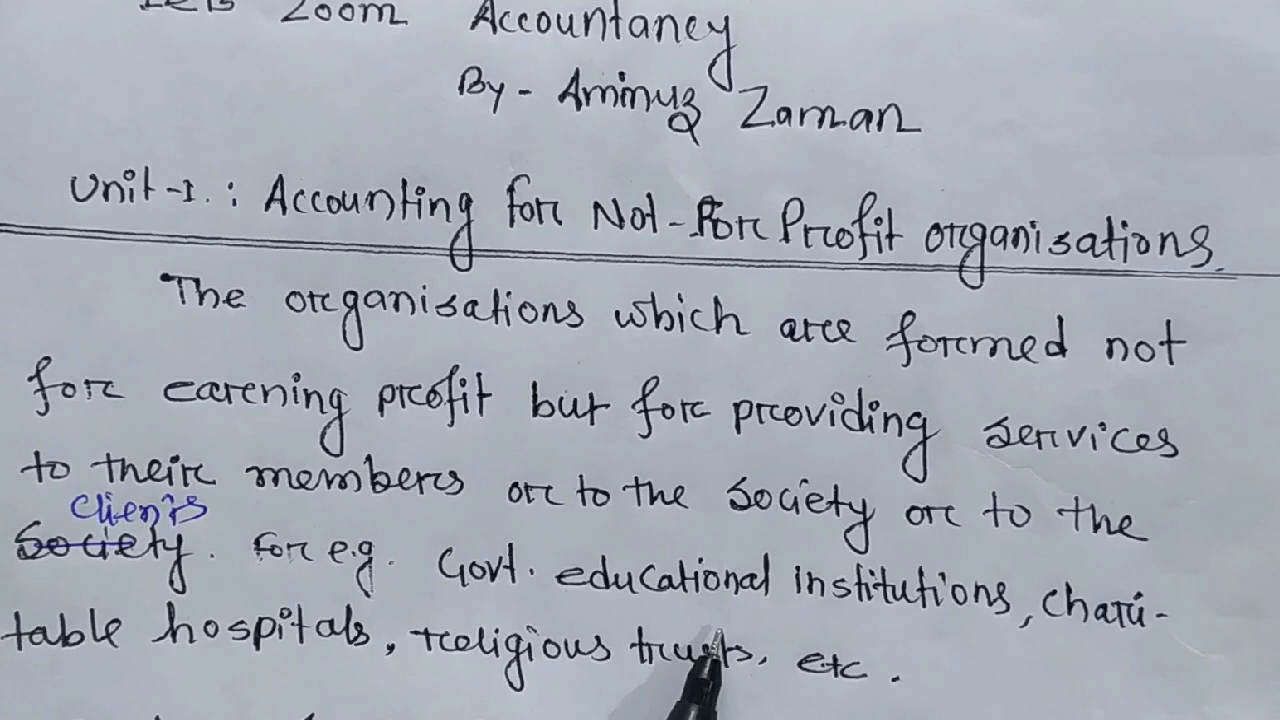 Zoom Accountancy
By - Aminuz Zaman
Unit-I. : Accounting for Not-For Profit organisations.
The organisations which are formed not
for earning profit but for providing services
to their members or to the society or to the
clients
society. For e.g. Govt. educational institutions, chari-
table hospitals, religious trusts, etc.